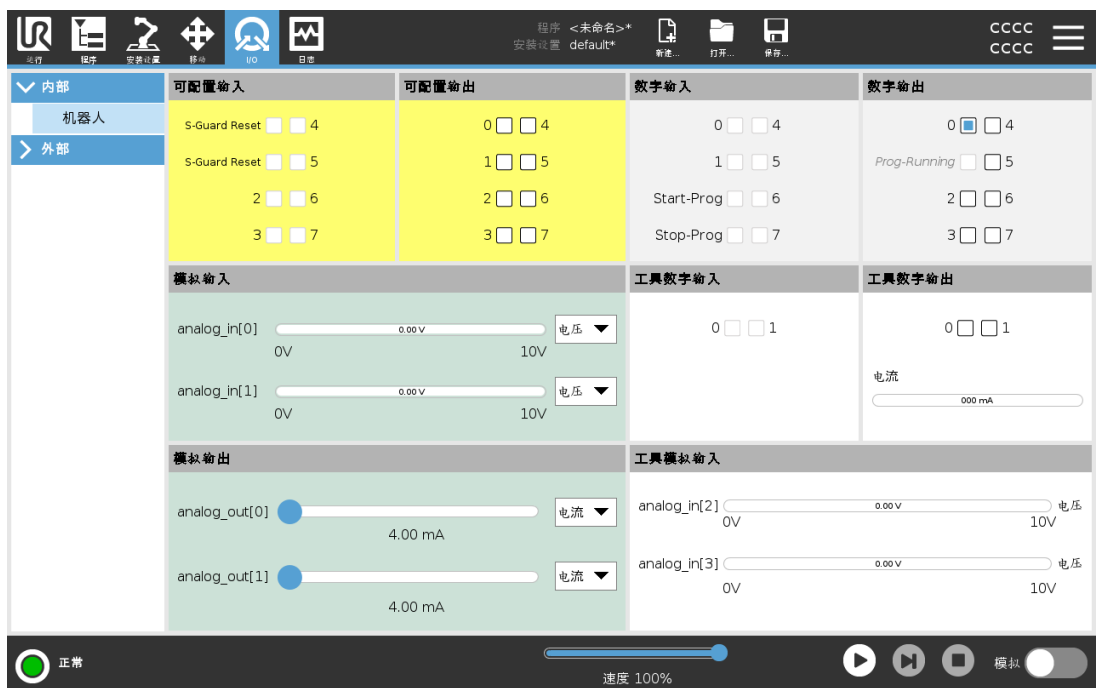 程序 <未命名>*
安装设置 default*
CCCC
CCCC
运行 程序 安装设置 移动 I/O 日志 新建... 打开... 保存...
内部
机器人
外部
可配置输入 可配置输出 数字输入 数字输出
S-Guard Reset 4 0 4 0 4 0 4
S-Guard Reset 5 1 5 1 5 Prog-Running 5
2 6 2 6 Start-Prog 6 2 6
3 7 3 7 Stop-Prog 7 3 7
模拟输入 工具数字输入 工具数字输出
analog_in[0] 0.00 V 电压 0 1 0 1
0V 10V
电流
analog_in[1] 0.00 V 电压 000 mA
0V 10V
模拟输出 工具模拟输入
analog_out[0] 电流 analog_in[2] 0.00 V 电压
4.00 mA 0V 10V
analog_out[1] 电流 analog_in[3] 0.00 V 电压
4.00 mA 0V 10V
正常 速度 100% 模拟